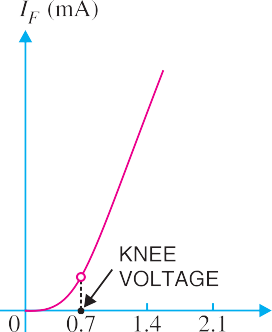 I_F (mA)
KNEE
VOLTAGE
0 0.7 1.4 2.1